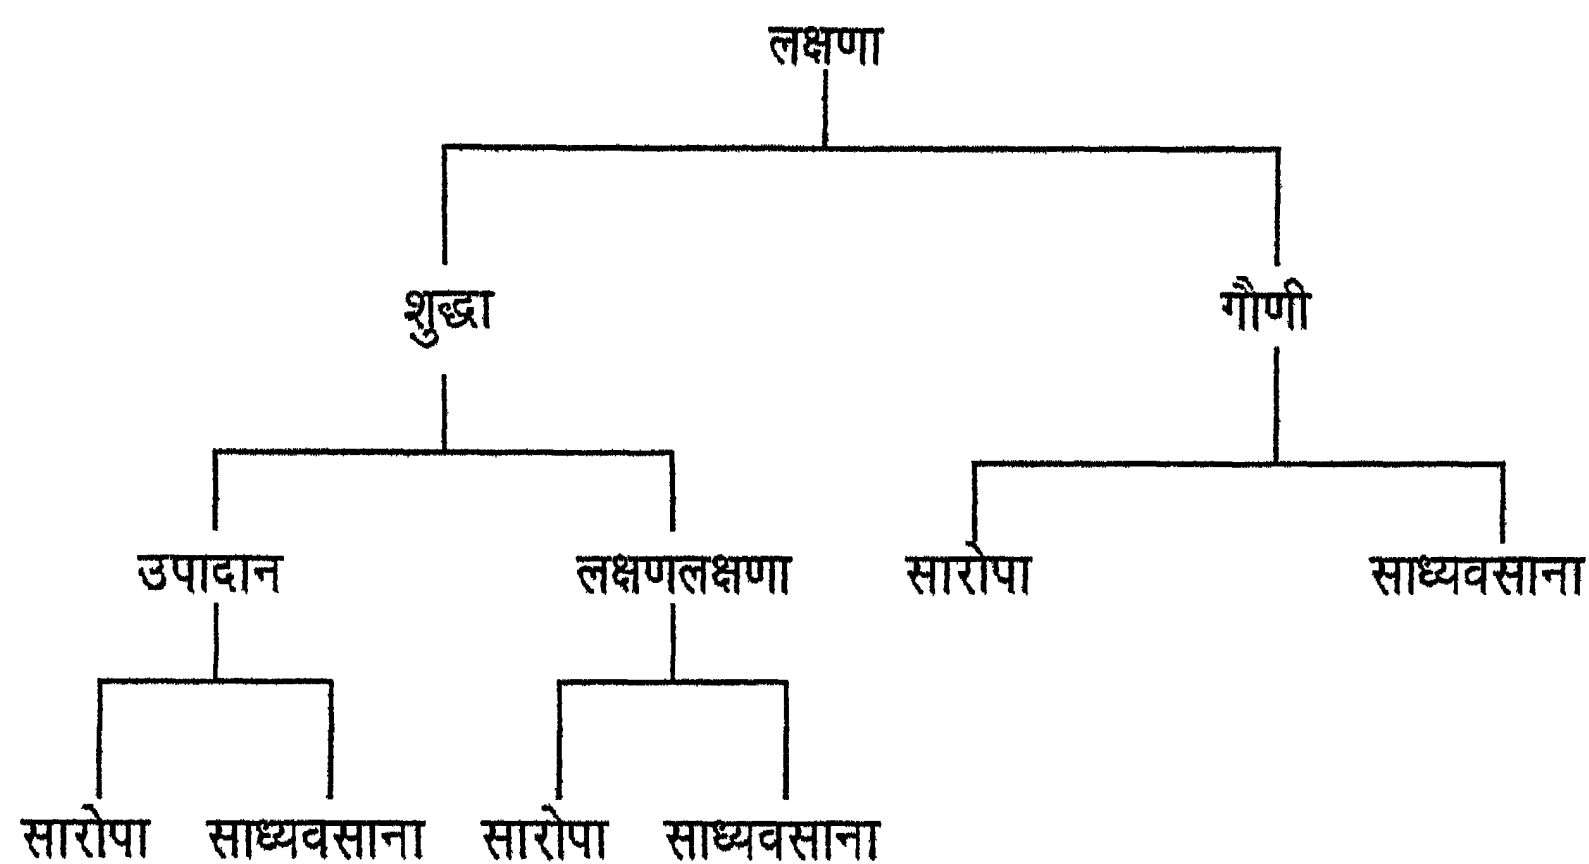 लक्षणा
शुद्धा गौणी
उपादान लक्षणलक्षणा सारोपा साध्यवसाना
सारोपा साध्यवसाना सारोपा साध्यवसाना